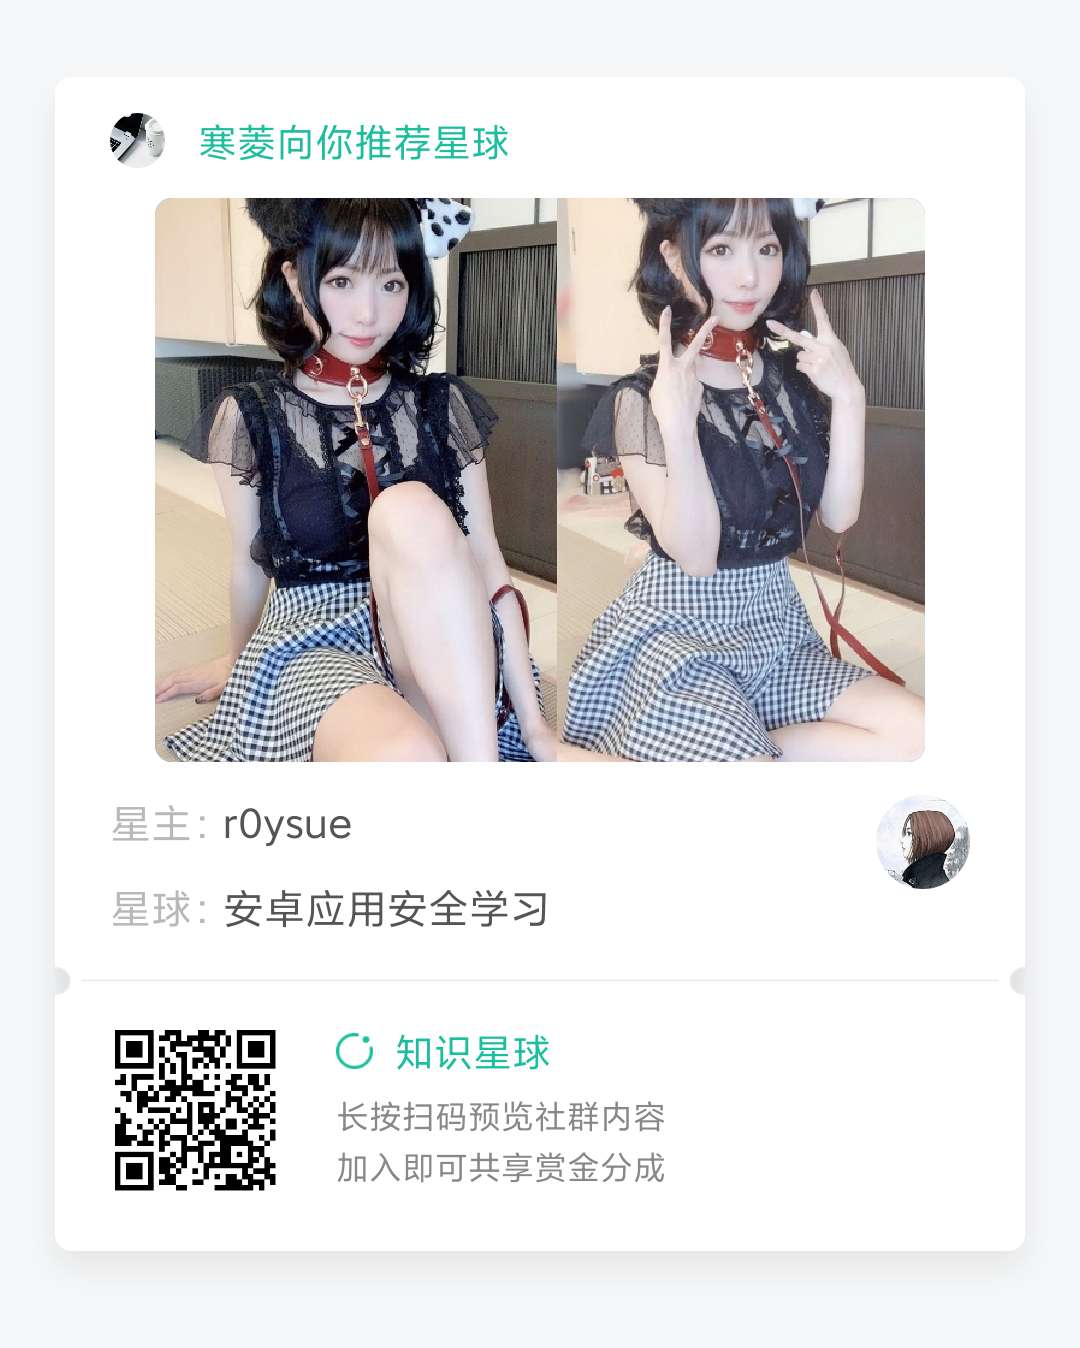 寒菱向你推荐星球
星主: r0ysue
星球: 安卓应用安全学习
知识星球
长按扫码预览社群内容
加入即可共享赏金分成